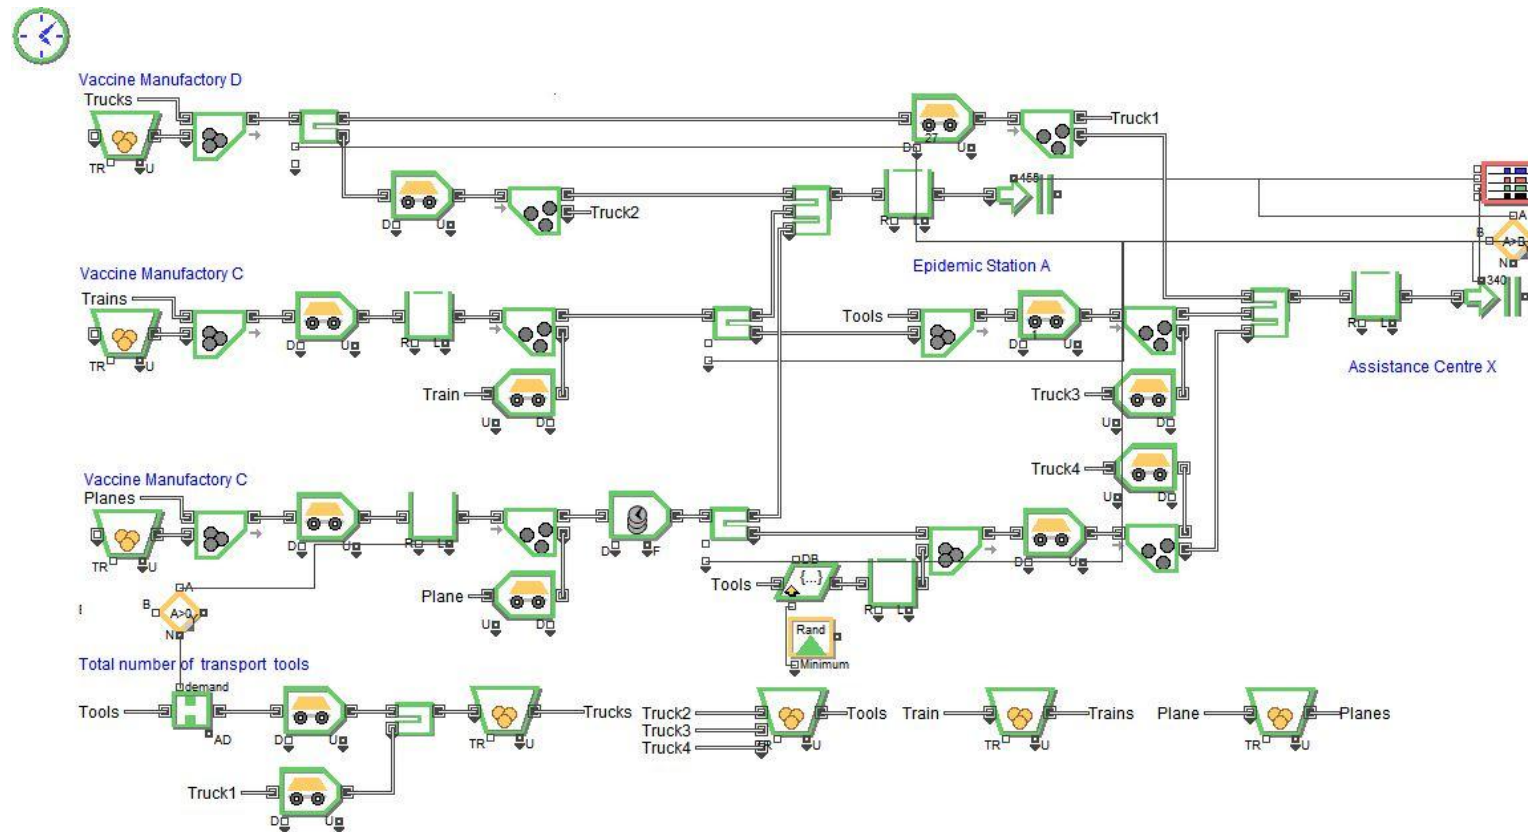 Vaccine Manufactory D
Trucks
TR U
27
D U
Truck1
D U
Truck2
R L
455
A
B A>B
N
Vaccine Manufactory C
Trains
TR U
D U
R L
Epidemic Station A
Tools
1
D U
340
R L
Assistance Centre X
Train
U D
Truck3
U D
Truck4
U D
Vaccine Manufactory C
Planes
TR U
D U
R L
D F
D U
Plane
U D
Tools
DB
{...}
R L
Rand
Minimum
A
B A>0
N
Total number of transport tools
Tools
demand
AD
D U
TR U
Trucks
Truck2
Truck3
Truck4
TR U
Tools
Train
TR U
Trains
Plane
TR U
Planes
Truck1
D U